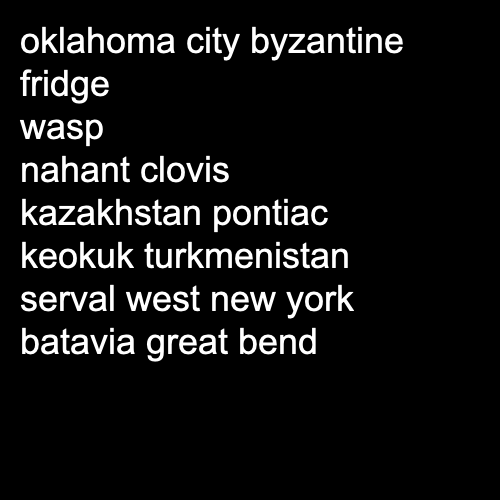 oklahoma city byzantine
fridge
wasp
nahant clovis
kazakhstan pontiac
keokuk turkmenistan
serval west new york
batavia great bend